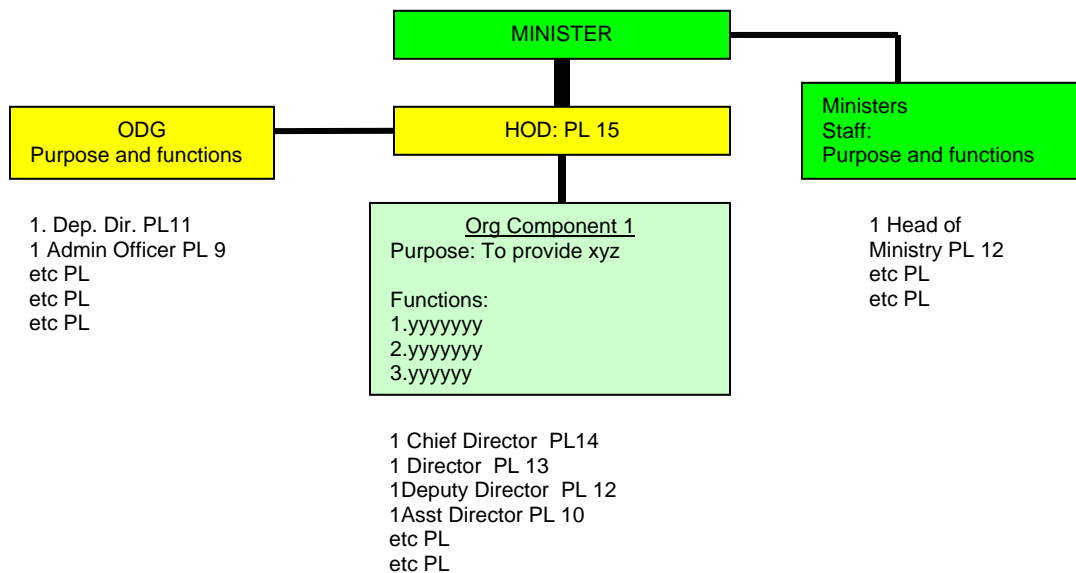 MINISTER
ODG
Purpose and functions
HOD: PL 15
Ministers
Staff:
Purpose and functions
1. Dep. Dir. PL11
1 Admin Officer PL 9
etc PL
etc PL
etc PL
Org Component 1
Purpose: To provide xyz
Functions:
1.yyyyyyy
2.yyyyyyy
3.yyyyyy
1 Head of
Ministry PL 12
etc PL
etc PL
1 Chief Director  PL14
1 Director  PL 13
1Deputy Director  PL 12
1Asst Director PL 10
etc PL
etc PL